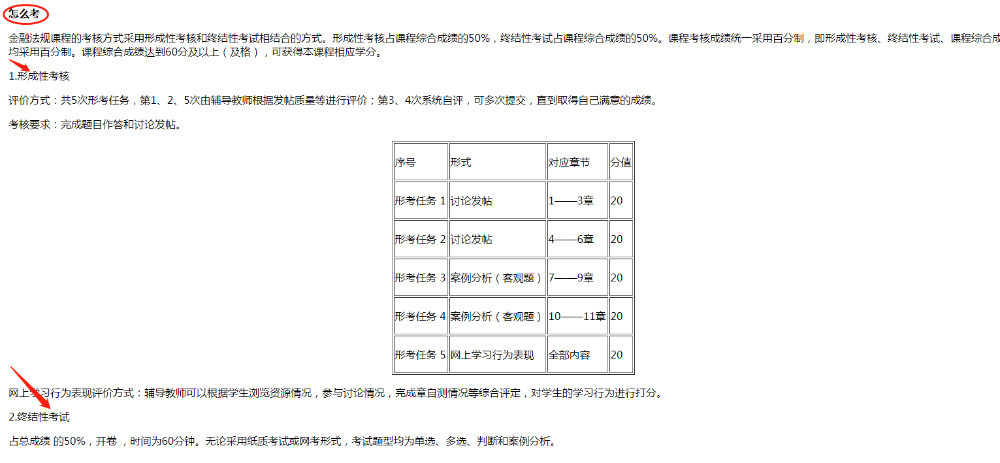 怎么考
金融法规课程的考核方式采用形成性考核和终结性考试相结合的方式。形成性考核占课程综合成绩的50%，终结性考试占课程综合成绩的50%。课程考核成绩统一采用百分制，即形成性考核、终结性考试、课程综合成
均采用百分制。课程综合成绩达到60分及以上（及格），可获得本课程相应学分。
1.形成性考核
评价方式：共5次形考任务，第1、2、5次由辅导教师根据发帖质量等进行评价；第3、4次系统自评，可多次提交，直到取得自己满意的成绩。
考核要求：完成题目作答和讨论发帖。
序号 形式 对应章节 分值
形考任务 1 讨论发帖 1——3章 20
形考任务 2 讨论发帖 4——6章 20
形考任务 3 案例分析（客观题） 7——9章 20
形考任务 4 案例分析（客观题） 10——11章 20
形考任务 5 网上学习行为表现 全部内容 20
网上学习行为表现评价方式：辅导教师可以根据学生浏览资源情况，参与讨论情况，完成章自测情况等综合评定，对学生的学习行为进行打分。
2.终结性考试
占总成绩 的50%，开卷 ，时间为60分钟。无论采用纸质考试或网考形式，考试题型均为单选、多选、判断和案例分析。